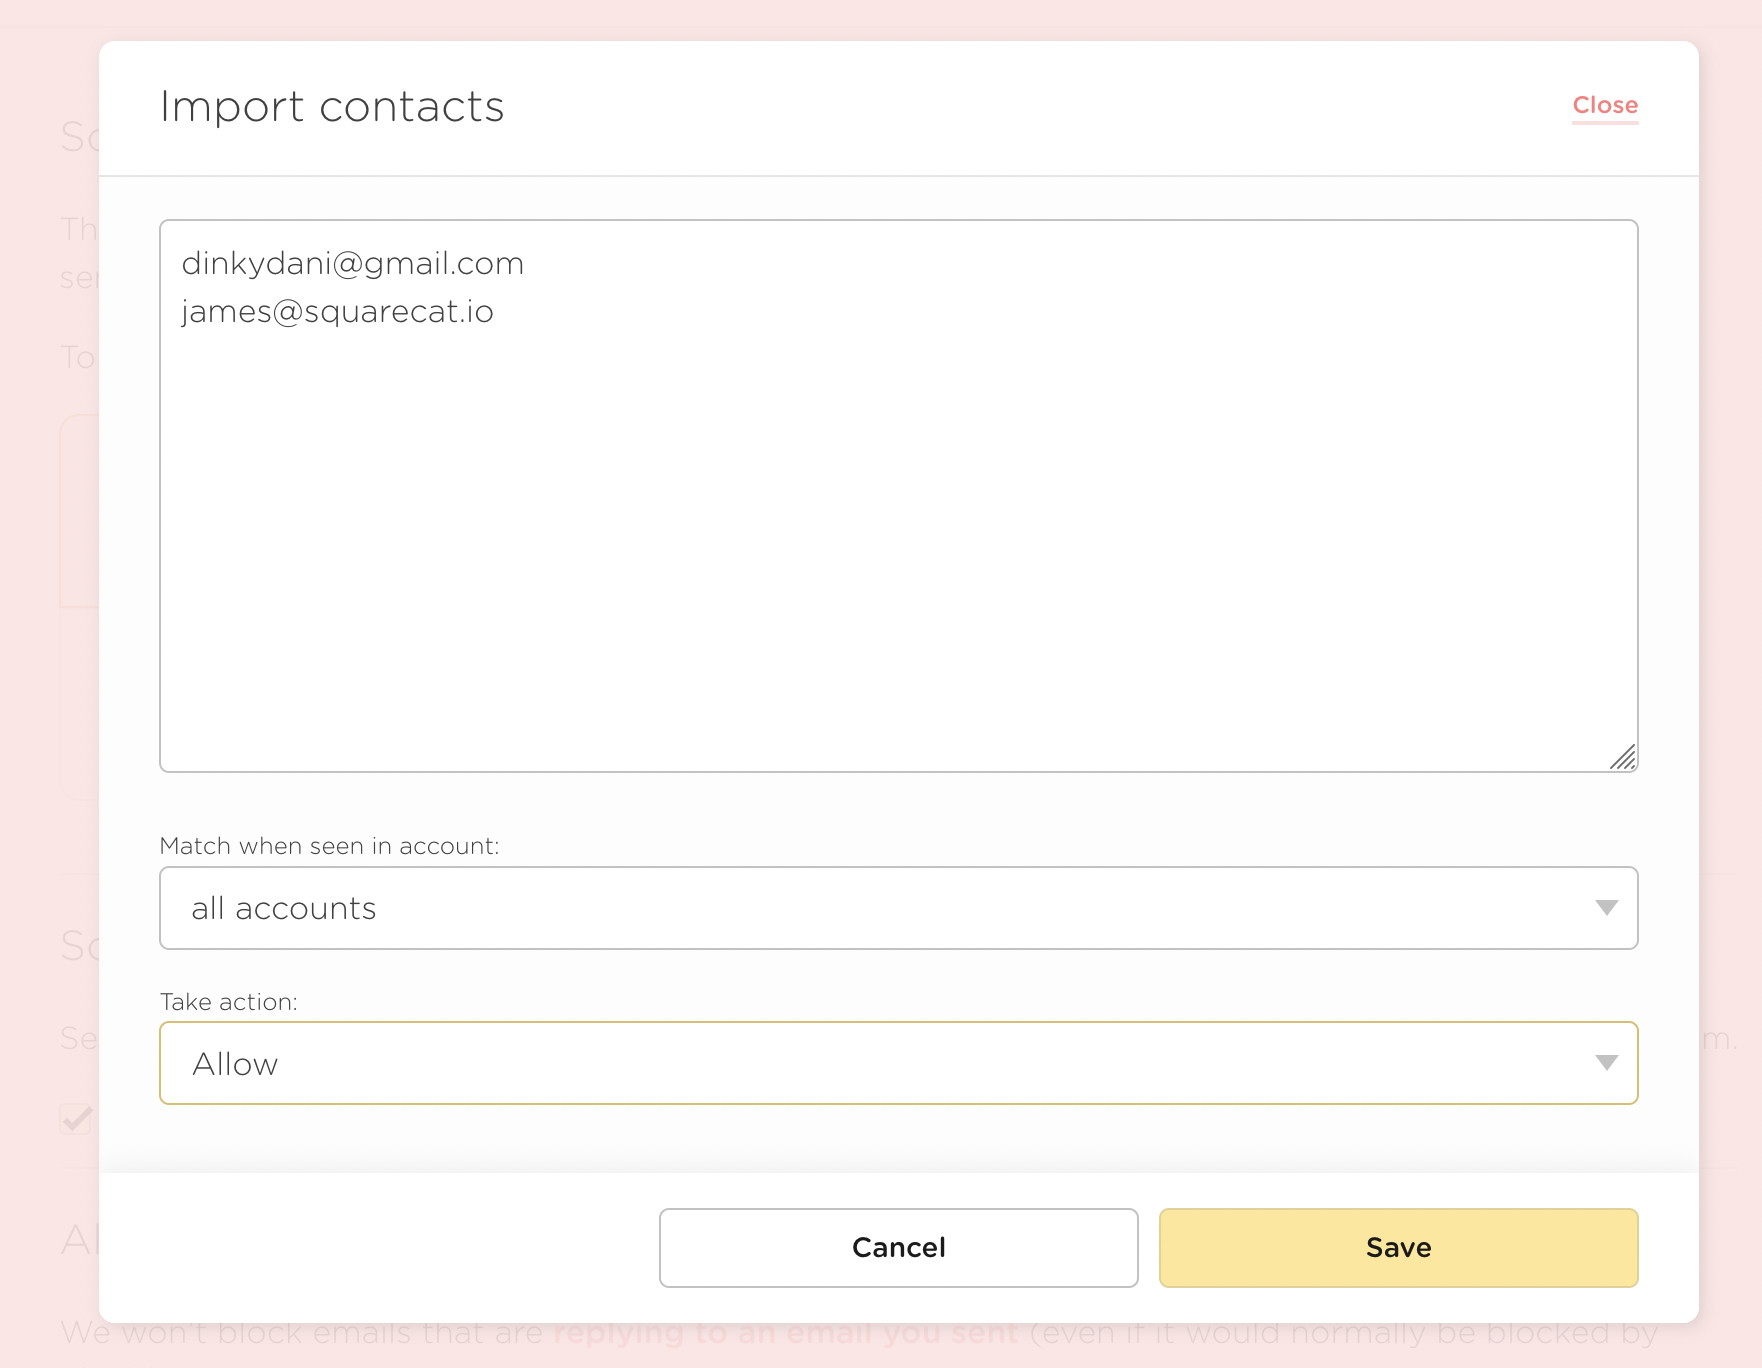 Import contacts
Close
dinkydani@gmail.com
james@squarecat.io
Match when seen in account:
all accounts
Take action:
Allow
m.
Cancel
Save
We won't block emails that are replying to an email you sent (even if it would normally be blocked by